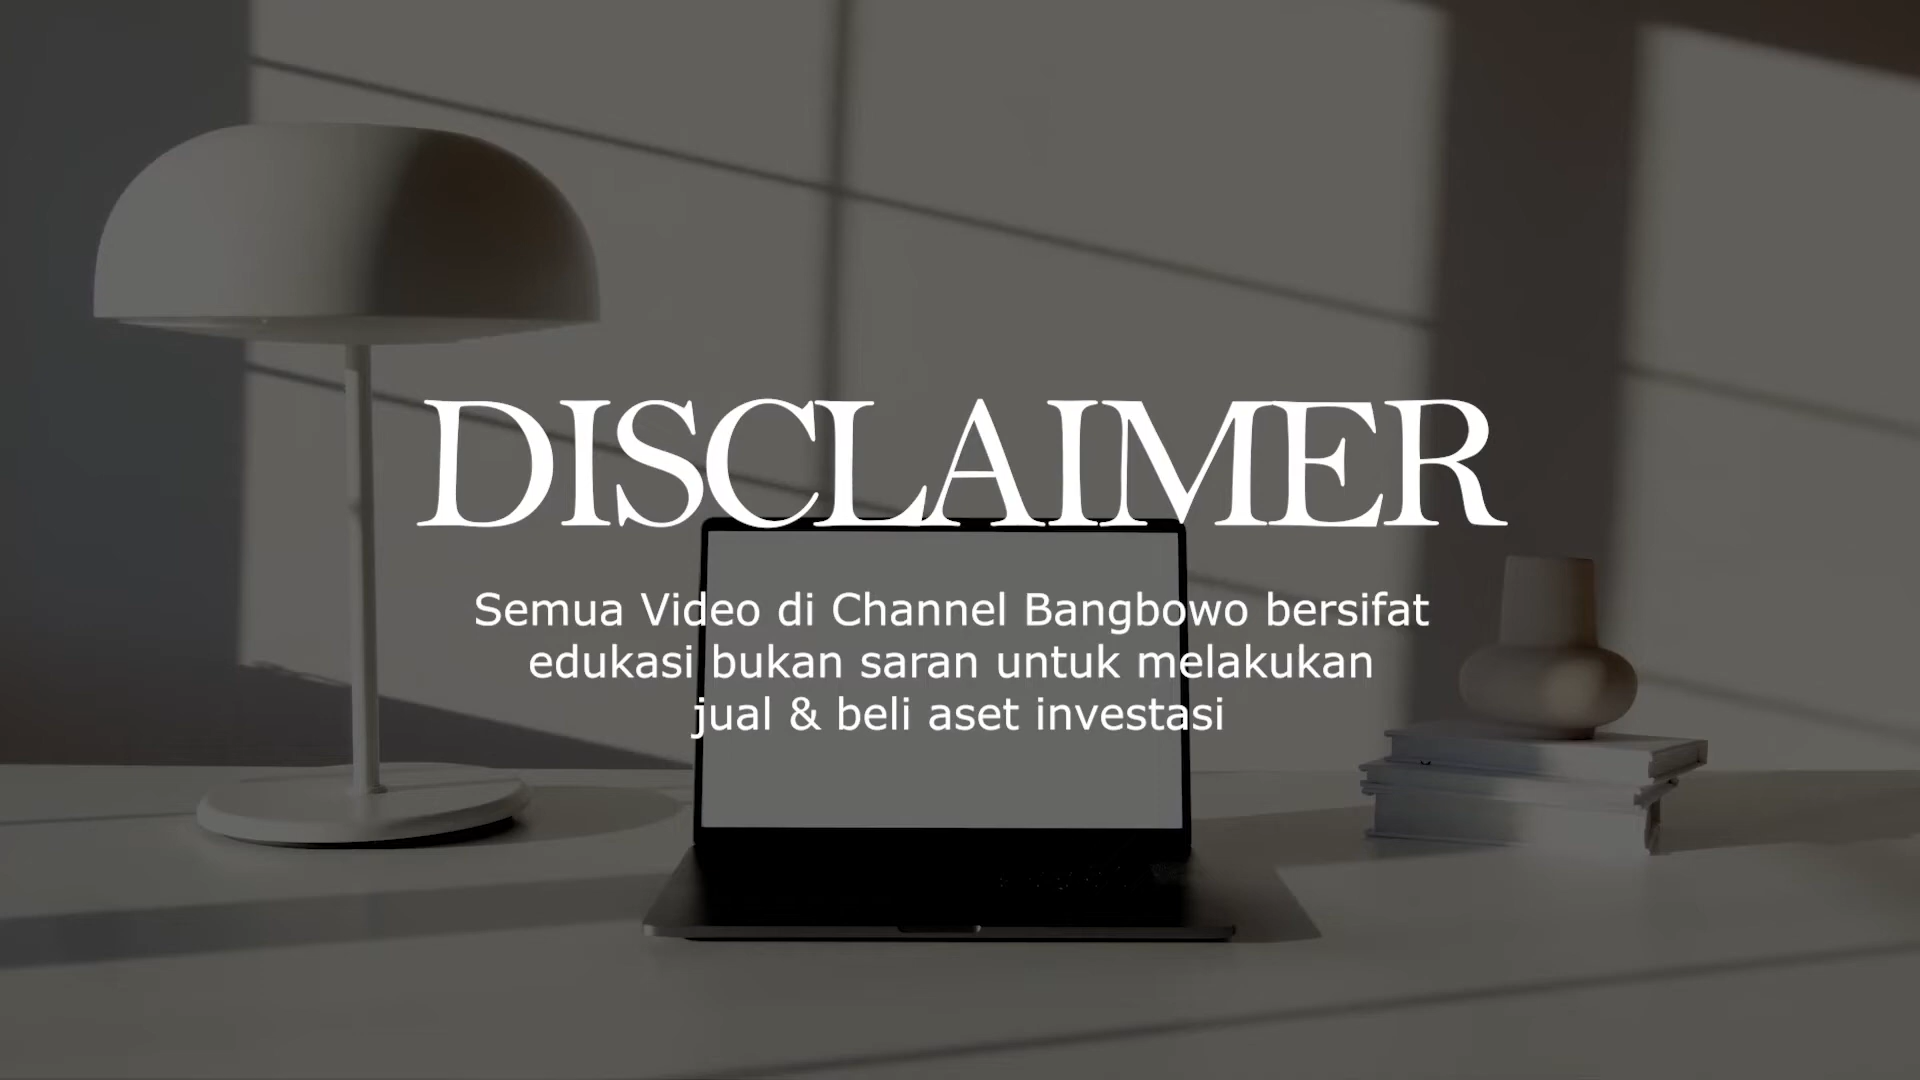 DISCLAIMER
Semua Video di Channel Bangbowo bersifat
edukasi bukan saran untuk melakukan
jual & beli aset investasi